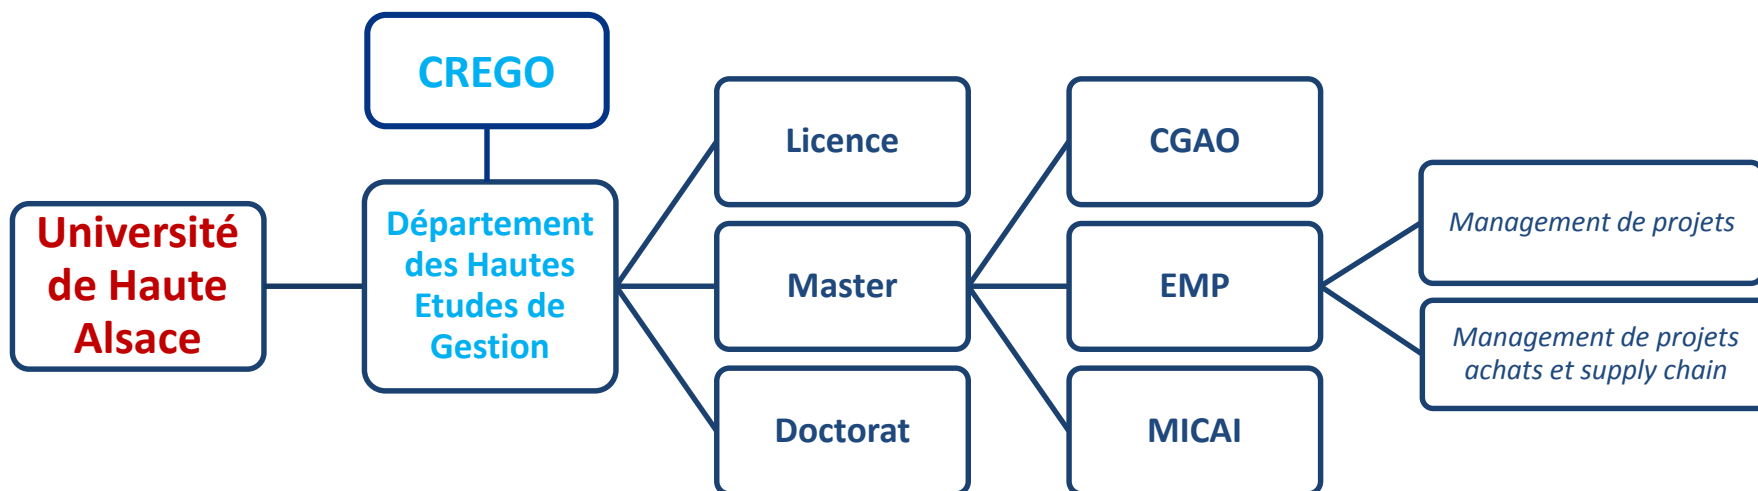 CREGO
Université
de Haute
Alsace
Département
des Hautes
Etudes de
Gestion
Licence
Master
Doctorat
CGAO
EMP
MICAI
Management de projets
Management de projets
achats et supply chain